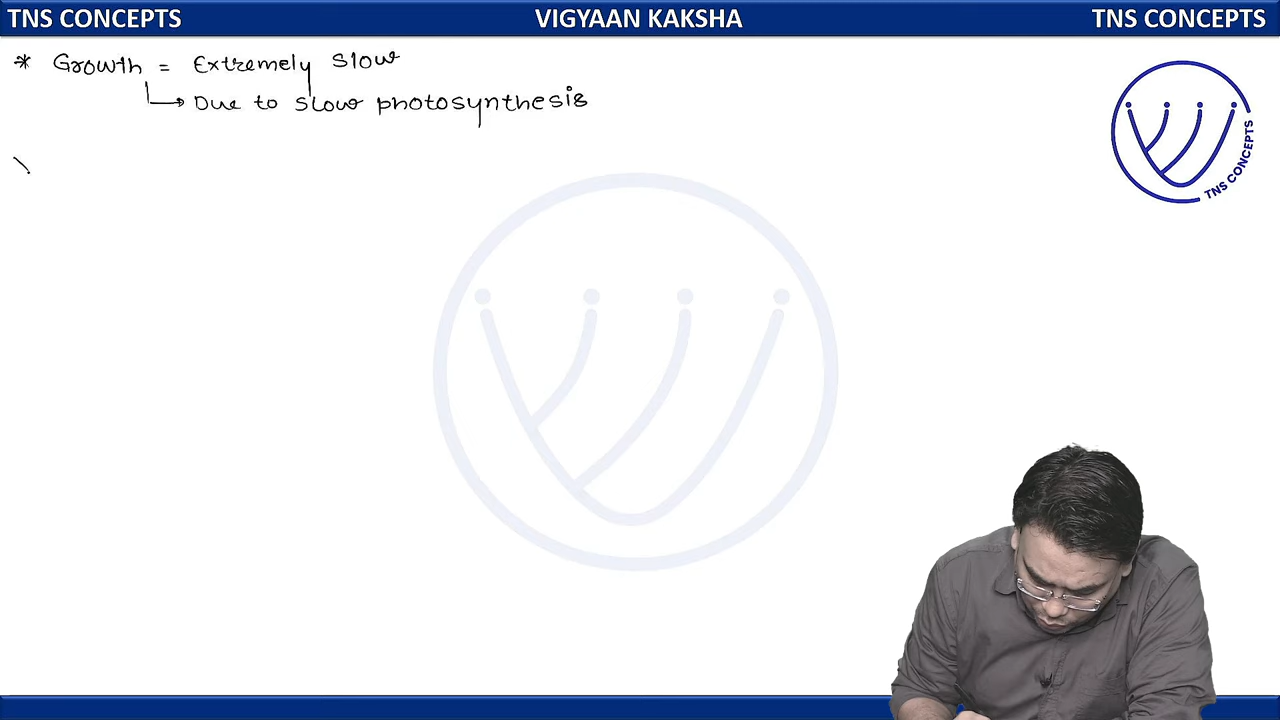 TNS CONCEPTS VIGYAAN KAKSHA TNS CONCEPTS
* Growth = Extremely slow
Due to slow photosynthesis
TNS CONCEPTS